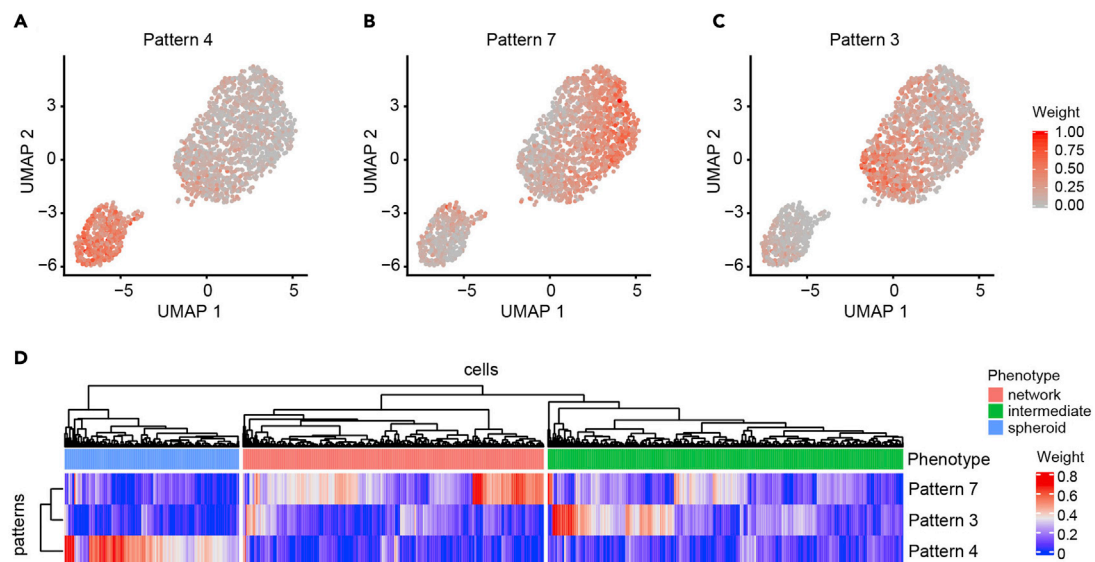 A
Pattern 4
UMAP 2
3
0
−3
−6
−5
0
5
UMAP 1
B
Pattern 7
UMAP 2
3
0
−3
−6
−5
0
5
UMAP 1
C
Pattern 3
UMAP 2
3
0
−3
−6
−5
0
5
UMAP 1
Weight
1.00
0.75
0.50
0.25
0.00
D
cells
patterns
Phenotype
Pattern 7
Pattern 3
Pattern 4
Phenotype
network
intermediate
spheroid
Weight
0.8
0.6
0.4
0.2
0